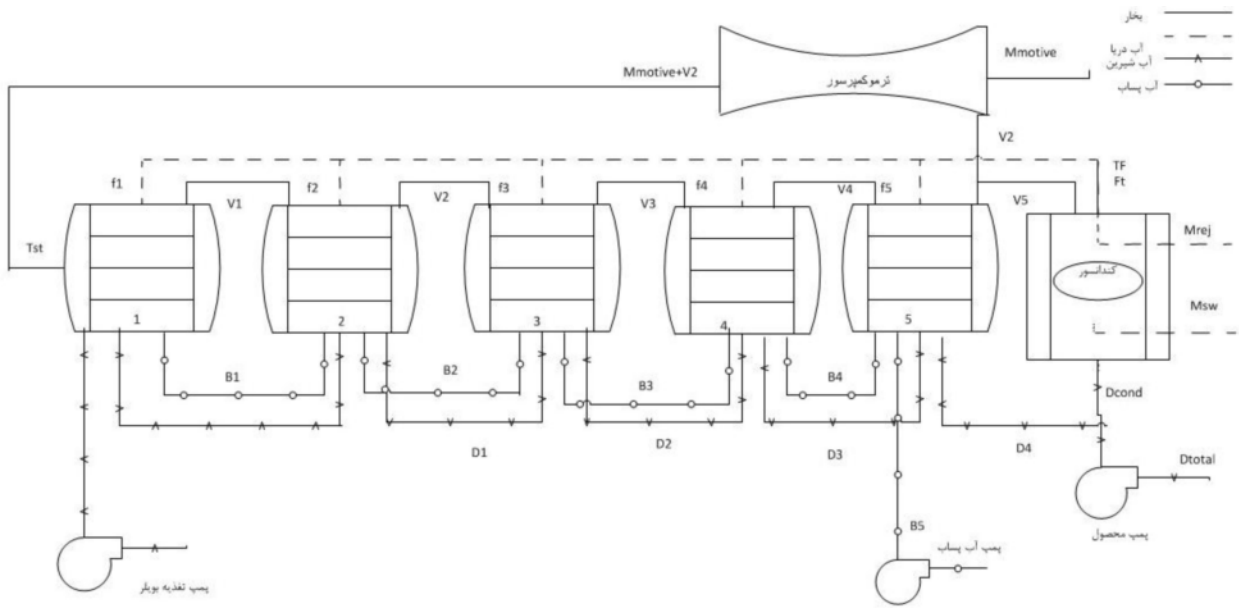 بخار
آب دریا
آب شیرین
آب پساب
Mmotive
Mmotive+V2
ترموکمپرسور
V2
TF
Ft
f1
f2
f3
f4
f5
V1
V2
V3
V4
V5
Mrej
Tst
کندانسور
Msw
1
2
3
4
5
B1
B2
B3
B4
Dcond
D1
D2
D3
D4
Dtotal
B5
پمپ محصول
پمپ آب پساب
پمپ تغذیه بویلر